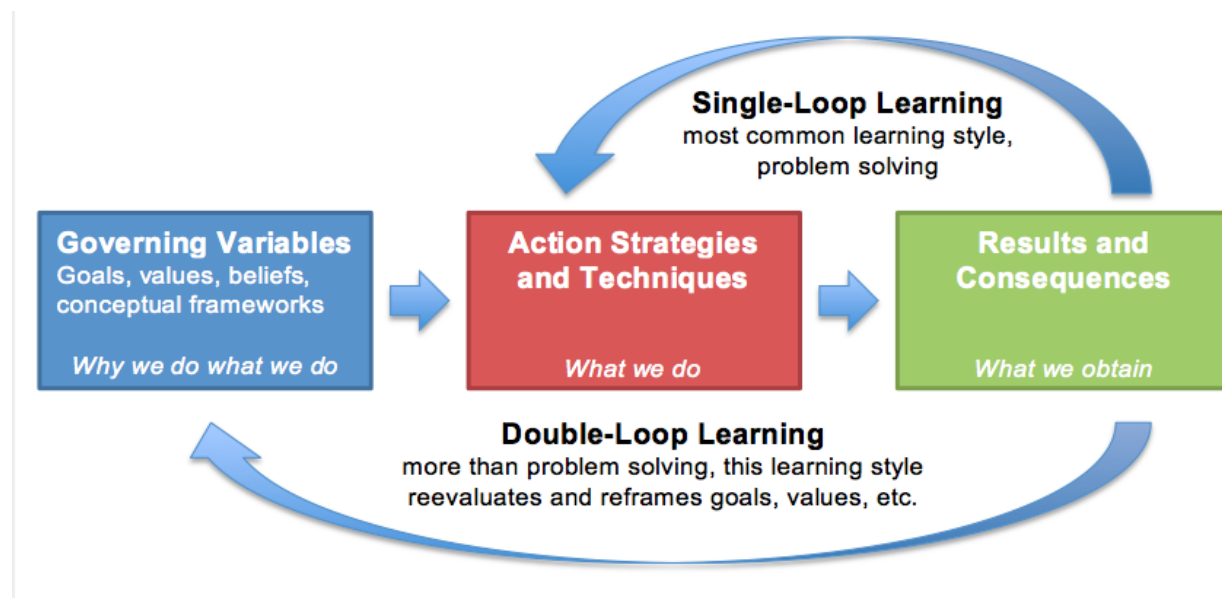 Single-Loop Learning
most common learning style,
problem solving
Governing Variables
Goals, values, beliefs,
conceptual frameworks
Why we do what we do
Action Strategies
and Techniques
What we do
Results and
Consequences
What we obtain
Double-Loop Learning
more than problem solving, this learning style
reevaluates and reframes goals, values, etc.